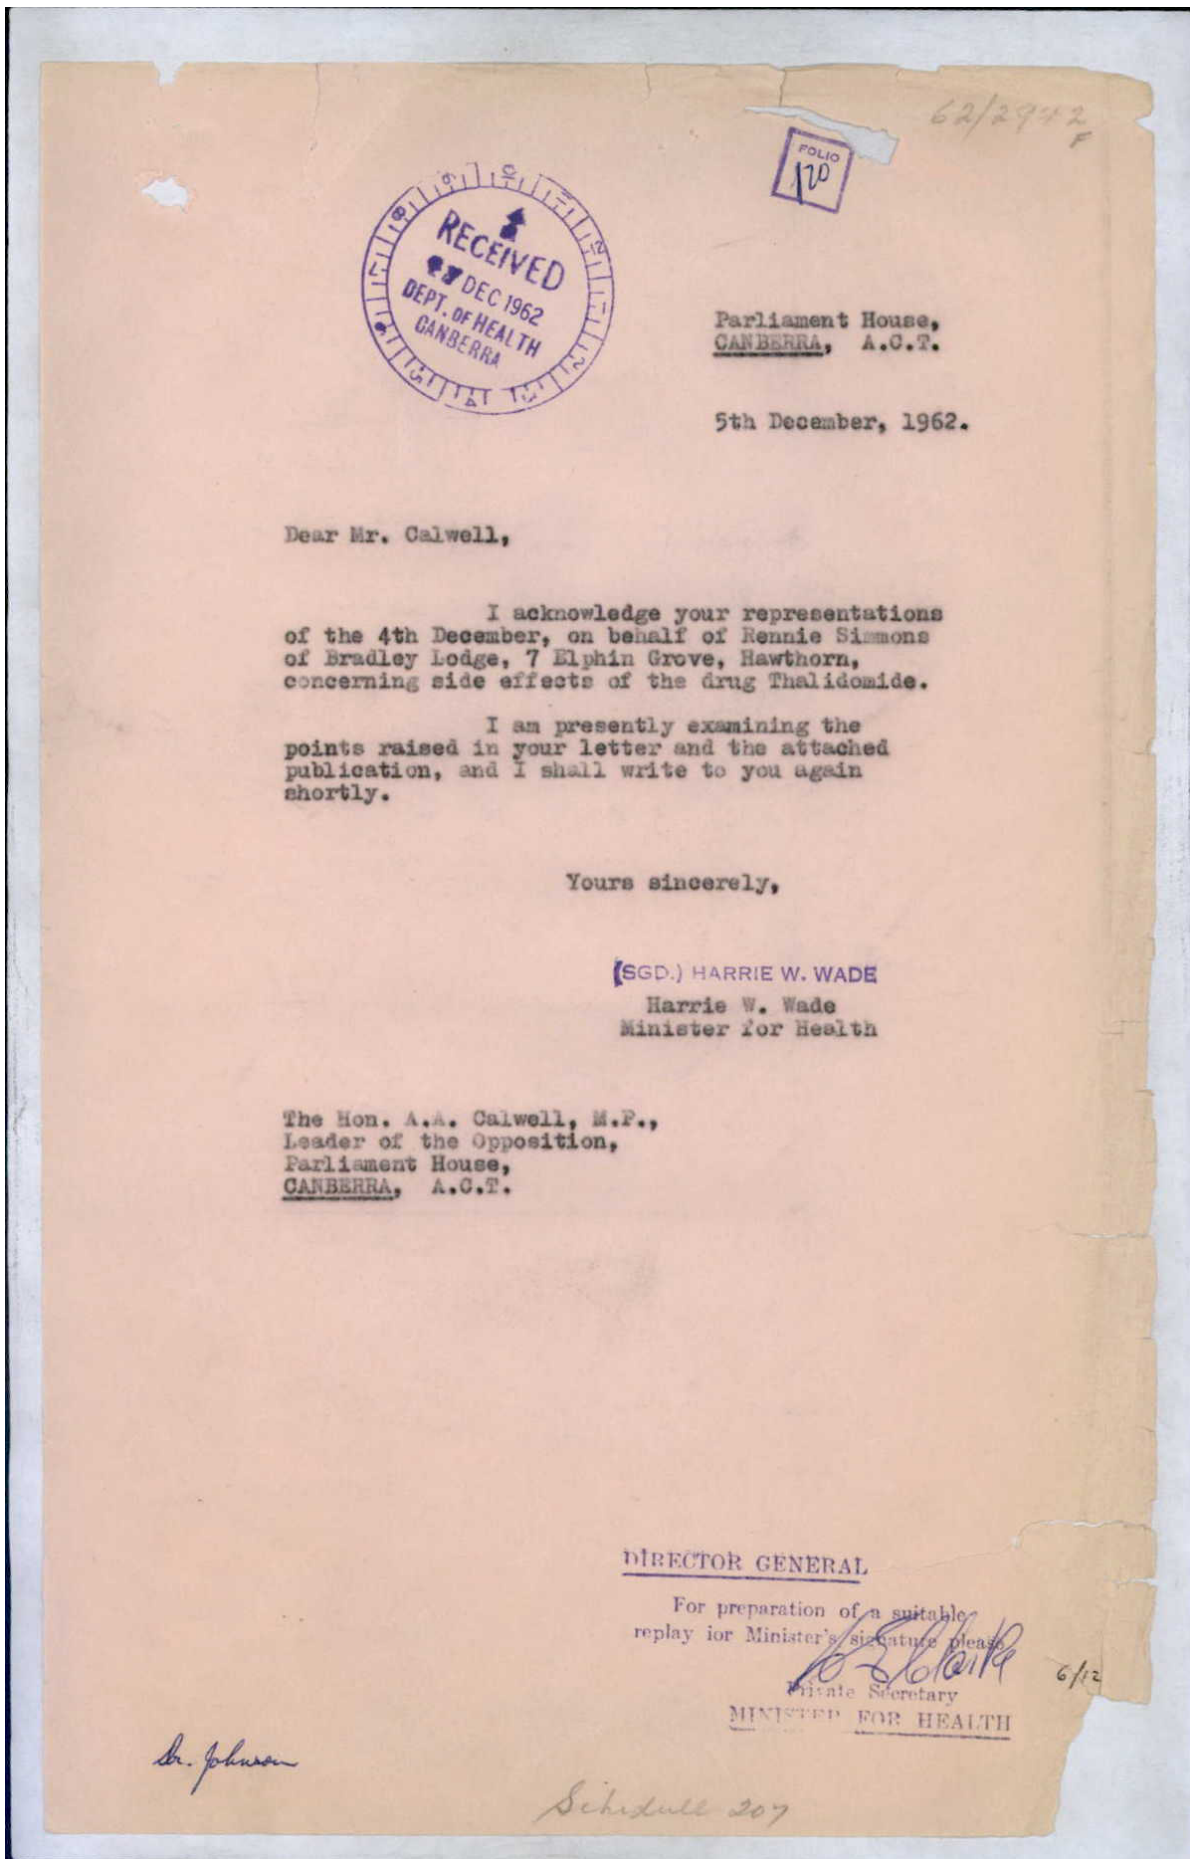 62/2942
F
FOLIO
120
RECEIVED
7 DEC 1962
DEPT. OF HEALTH
CANBERRA
Parliament House,
CANBERRA, A.C.T.
5th December, 1962.
Dear Mr. Calwell,
I acknowledge your representations
of the 4th December, on behalf of Rennie Simmons
of Bradley Lodge, 7 Elphin Grove, Hawthorn,
concerning side effects of the drug Thalidomide.
I am presently examining the
points raised in your letter and the attached
publication, and I shall write to you again
shortly.
Yours sincerely,
(SGD.) HARRIE W. WADE
Harrie W. Wade
Minister for Health
The Hon. A.A. Calwell, M.P.,
Leader of the Opposition,
Parliament House,
CANBERRA, A.C.T.
DIRECTOR GENERAL
For preparation of a suitable
replay ior Minister's signature please
6/12
Private Secretary
MINISTER FOR HEALTH
Dr. Johnson
Schedule 207